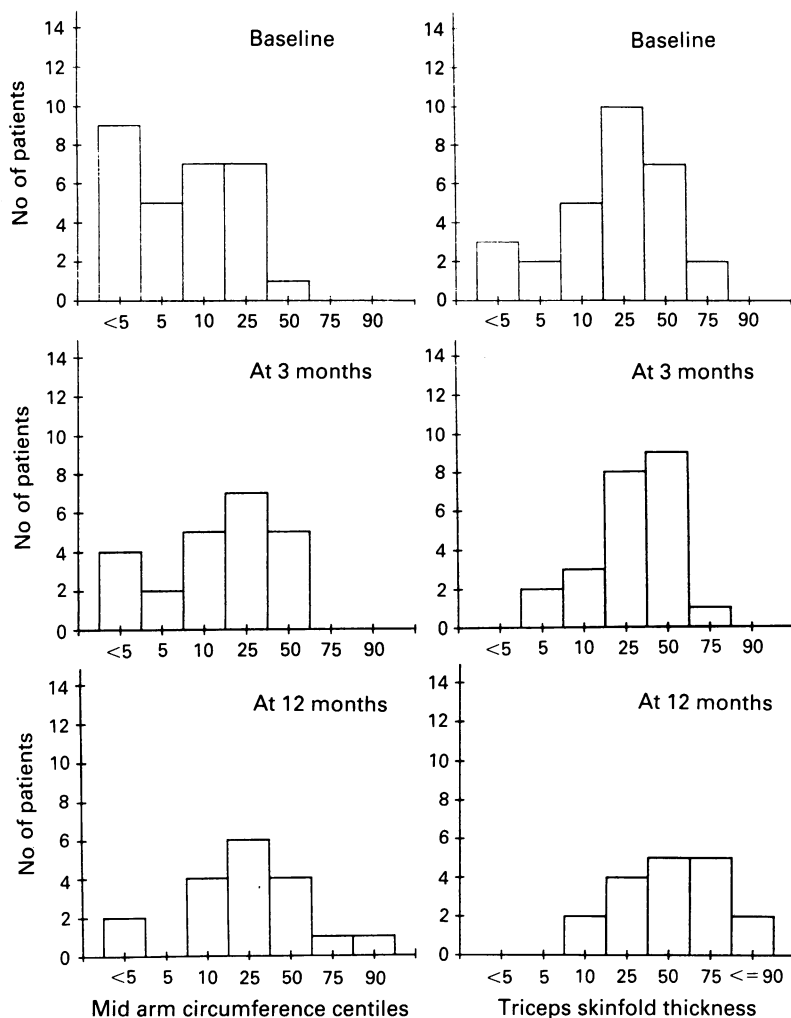 14
12
10
8
6
4
2
0
No of patients
Baseline
<5 5 10 25 50 75 90
14
12
10
8
6
4
2
0
Baseline
<5 5 10 25 50 75 90
14
12
10
8
6
4
2
0
No of patients
At 3 months
<5 5 10 25 50 75 90
14
12
10
8
6
4
2
0
At 3 months
<5 5 10 25 50 75 90
14
12
10
8
6
4
2
0
No of patients
At 12 months
<5 5 10 25 50 75 90
Mid arm circumference centiles
14
12
10
8
6
4
2
0
At 12 months
<5 5 10 25 50 75 <=90
Triceps skinfold thickness